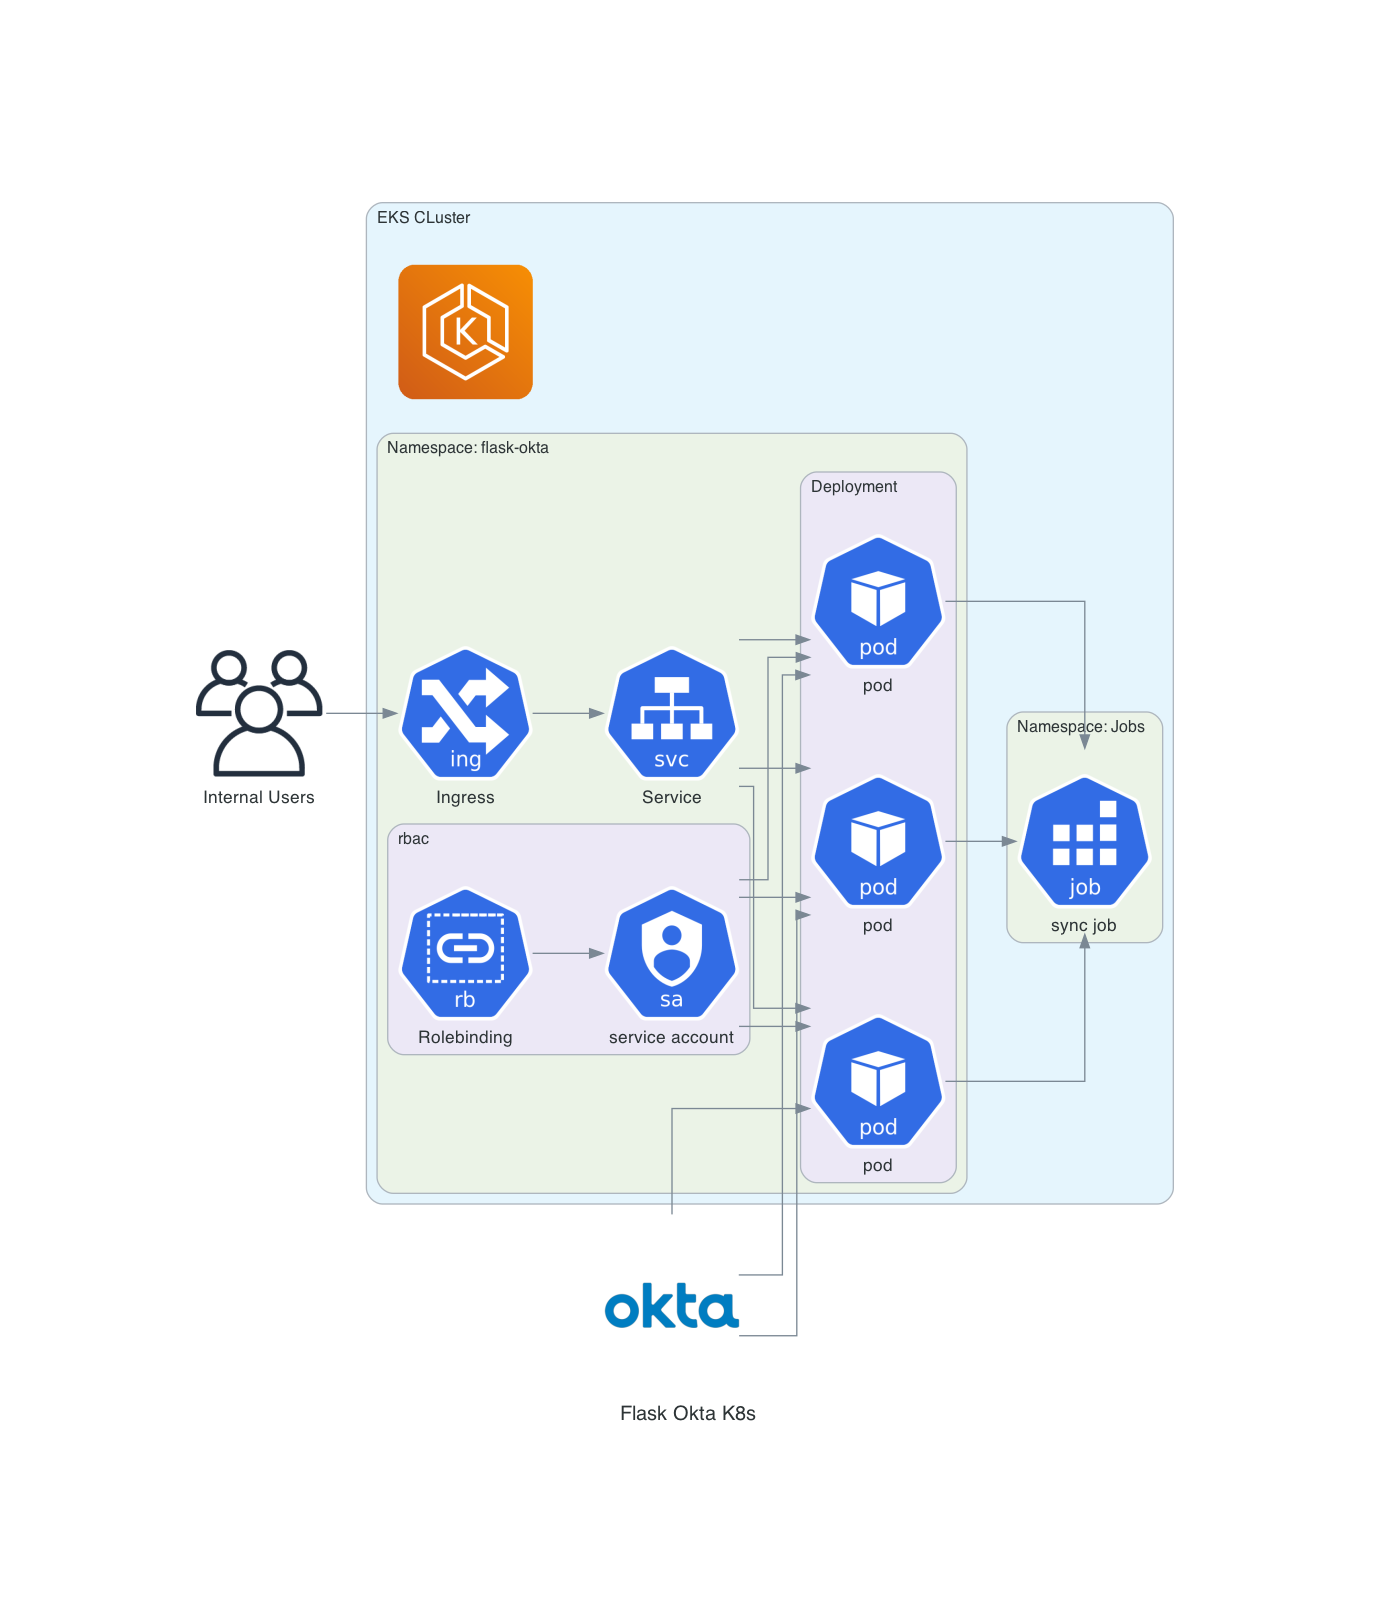 EKS CLuster
K
Namespace: flask-okta
Deployment
pod
pod
Internal Users
ing
Ingress
svc
Service
Namespace: Jobs
pod
pod
job
sync job
rbac
rb
Rolebinding
sa
service account
pod
pod
okta
Flask Okta K8s